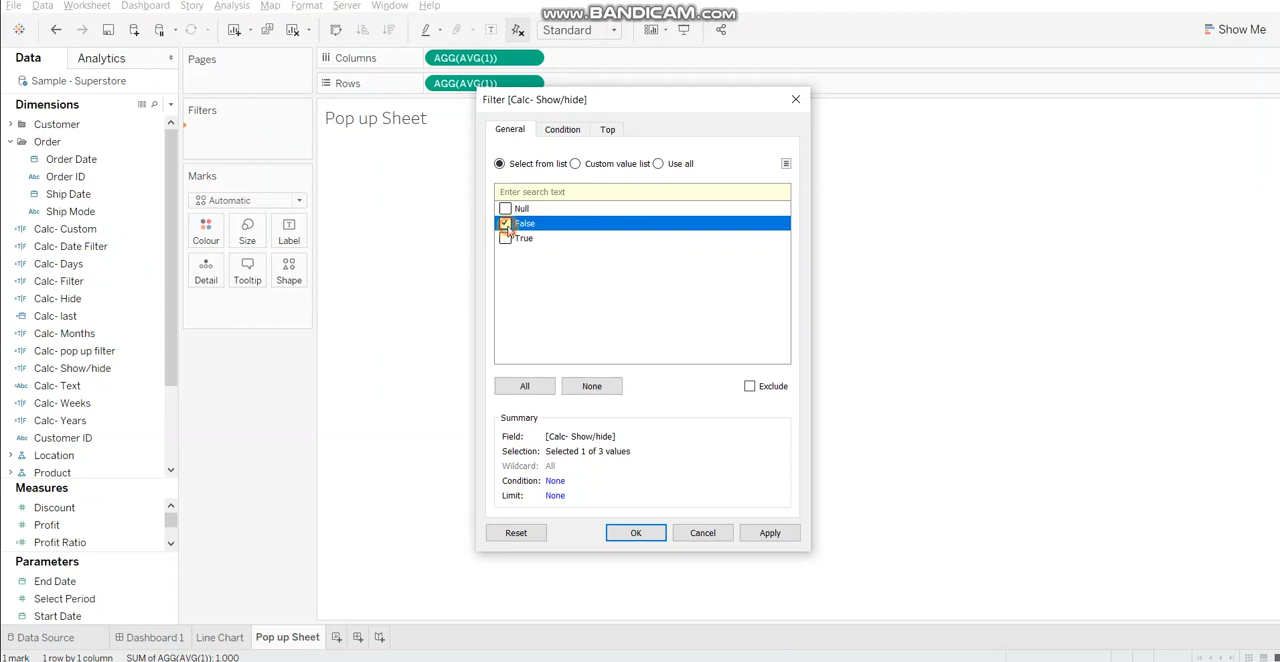 www.BANDICAM.com
File Data Worksheet Dashboard Story Analysis Map Format Server Window Help
Standard
Show Me
Data Analytics
Sample - Superstore
Dimensions
Customer
Order
Order Date
Abc Order ID
Ship Date
Abc Ship Mode
=T|F Calc- Custom
=T|F Calc- Date Filter
=T|F Calc- Days
=T|F Calc- Filter
=T|F Calc- Hide
Calc- last
=T|F Calc- Months
=T|F Calc- pop up filter
=T|F Calc- Show/hide
=Abc Calc- Text
=T|F Calc- Weeks
=T|F Calc- Years
Abc Customer ID
Location
Product
Measures
# Discount
# Profit
=# Profit Ratio
Parameters
End Date
# Select Period
Start Date
Pages
Filters
Marks
Automatic
Colour Size Label
Detail Tooltip Shape
Columns AGG(AVG(1))
Rows AGG(AVG(1))
Pop up Sheet
Filter [Calc- Show/hide]
General Condition Top
Select from list Custom value list Use all
Enter search text
Null
False
True
All None Exclude
Summary
Field: [Calc- Show/hide]
Selection: Selected 1 of 3 values
Wildcard: All
Condition: None
Limit: None
Reset OK Cancel Apply
Data Source Dashboard 1 Line Chart Pop up Sheet
1 mark 1 row by 1 column SUM of AGG(AVG(1)): 1.000